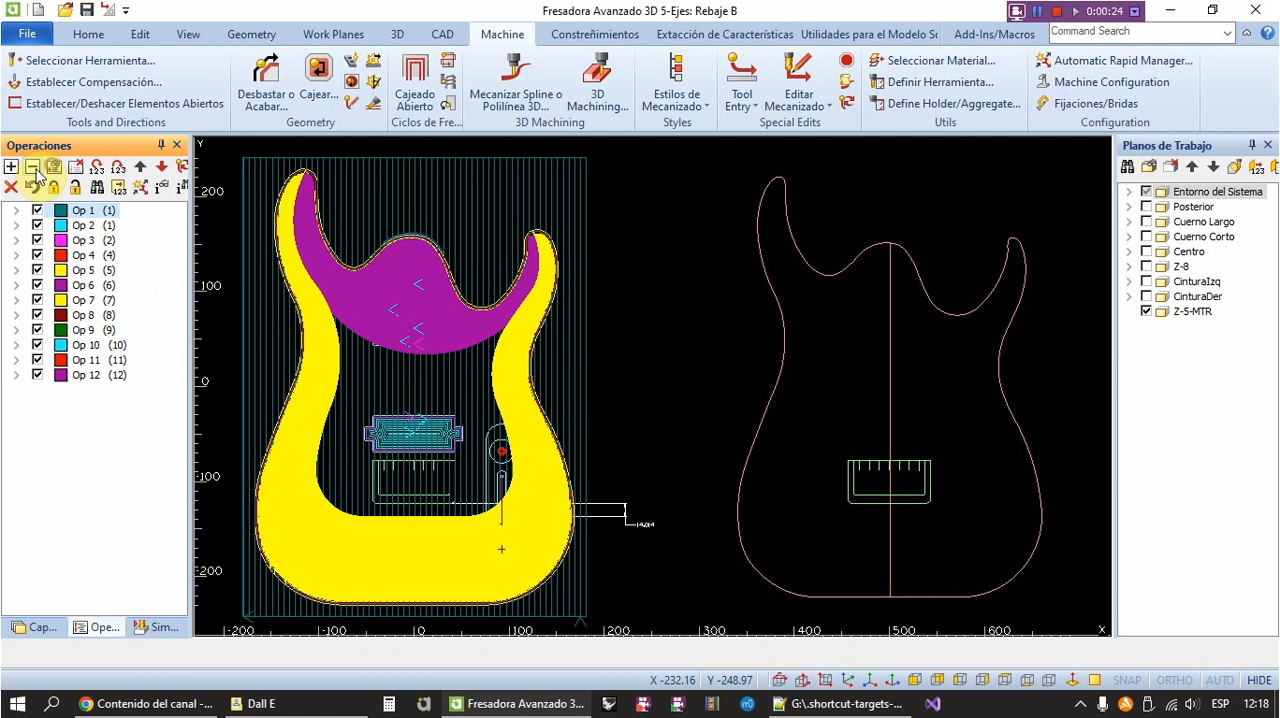 Fresadora Avanzado 3D 5-Ejes: Rebaje B
0:00:24
File Home Edit View Geometry Work Planes 3D CAD Machine Constreñimientos Extracción de Características Utilidades para el Modelo Sc Add-Ins/Macros Command Search
Seleccionar Herramienta...
Establecer Compensación...
Establecer/Deshacer Elementos Abiertos
Tools and Directions
Desbastar o Acabar...
Cajear...
Geometry
Cajeado Abierto
Ciclos de Fre...
Mecanizar Spline o Polilínea 3D...
3D Machining...
3D Machining
Estilos de Mecanizado
Styles
Tool Entry
Editar Mecanizado
Special Edits
Seleccionar Material...
Definir Herramienta...
Define Holder/Aggregate...
Utils
Automatic Rapid Manager...
Machine Configuration
Fijaciones/Bridas
Configuration
Operaciones
Op 1 (1)
Op 2 (1)
Op 3 (2)
Op 4 (4)
Op 5 (5)
Op 6 (6)
Op 7 (7)
Op 8 (8)
Op 9 (9)
Op 10 (10)
Op 11 (11)
Op 12 (12)
Cap... Ope... Sim...
Y
200
100
0
-100
-200
-200 -100 0 100 200 300 400 500 600 X
Planos de Trabajo
Entorno del Sistema
Posterior
Cuerno Largo
Cuerno Corto
Centro
Z-8
CinturaIzq
CinturaDer
Z-5-MTR
X -232.16 Y -248.97 SNAP ORTHO AUTO HIDE
Contenido del canal -... Dall E Fresadora Avanzado 3... G:\.shortcut-targets-... ESP 12:18